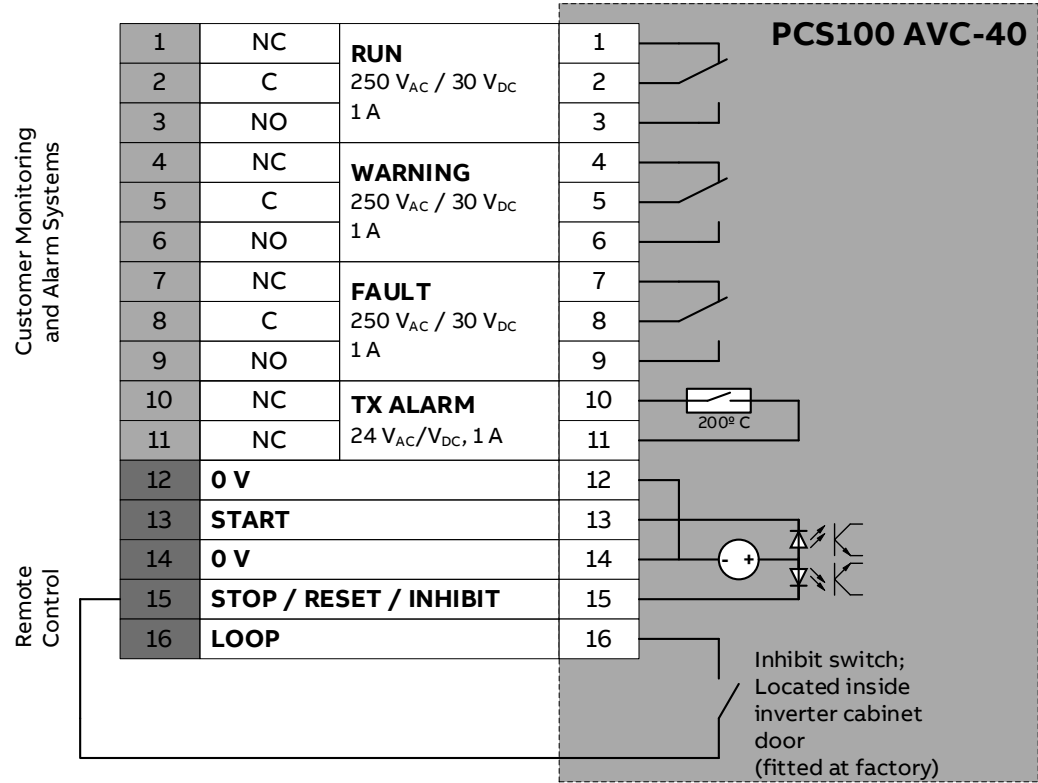 PCS100 AVC-40
Customer Monitoring
and Alarm Systems
1 NC RUN 1
2 C 250 VAC / 30 VDC 2
3 NO 1 A 3
4 NC WARNING 4
5 C 250 VAC / 30 VDC 5
6 NO 1 A 6
7 NC FAULT 7
8 C 250 VAC / 30 VDC 8
9 NO 1 A 9
10 NC TX ALARM 10
11 NC 24 VAC/VDC, 1 A 11
200º C
Remote
Control
12 0 V 12
13 START 13
14 0 V 14
- +
15 STOP / RESET / INHIBIT 15
16 LOOP 16
Inhibit switch;
Located inside
inverter cabinet
door
(fitted at factory)